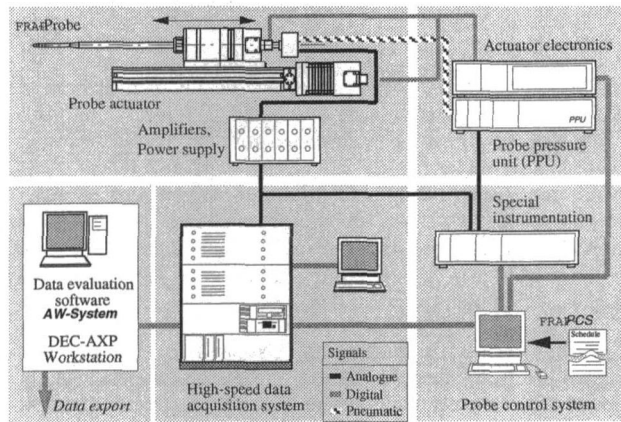 FRAPProbe
Actuator electronics
Probe actuator
PPU
Amplifiers,
Power supply
Probe pressure
unit (PPU)
Special
instrumentation
Data evaluation
software
AW-System
DEC-AXP
Workstation
FRAPPCS
Schedule
Signals
Analogue
Digital
Pneumatic
High-speed data
acquisition system
Data export
Probe control system